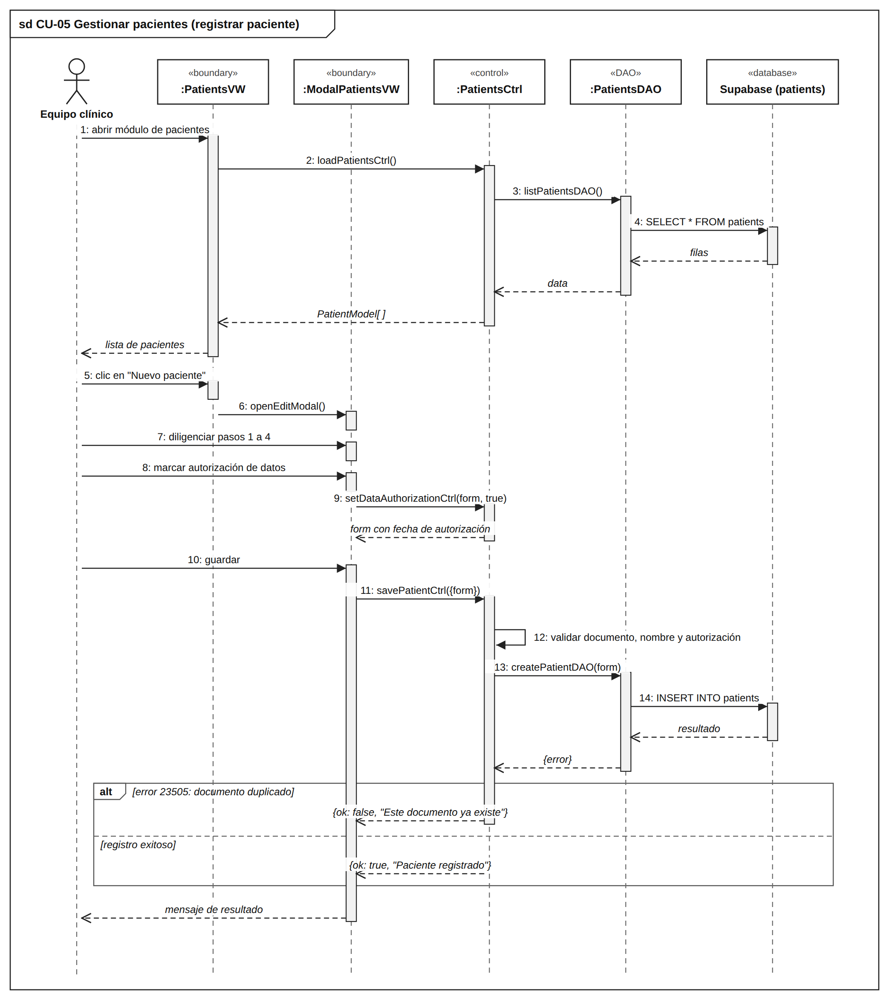 sd CU-05 Gestionar pacientes (registrar paciente)
«boundary»
:PatientsVW
«boundary»
:ModalPatientsVW
«control»
:PatientsCtrl
«DAO»
:PatientsDAO
«database»
Supabase (patients)
Equipo clínico
1: abrir módulo de pacientes
2: loadPatientsCtrl()
3: listPatientsDAO()
4: SELECT * FROM patients
filas
data
PatientModel[ ]
lista de pacientes
5: clic en "Nuevo paciente"
6: openEditModal()
7: diligenciar pasos 1 a 4
8: marcar autorización de datos
9: setDataAuthorizationCtrl(form, true)
form con fecha de autorización
10: guardar
11: savePatientCtrl({form})
12: validar documento, nombre y autorización
13: createPatientDAO(form)
14: INSERT INTO patients
resultado
{error}
alt
[error 23505: documento duplicado]
{ok: false, "Este documento ya existe"}
[registro exitoso]
{ok: true, "Paciente registrado"}
mensaje de resultado